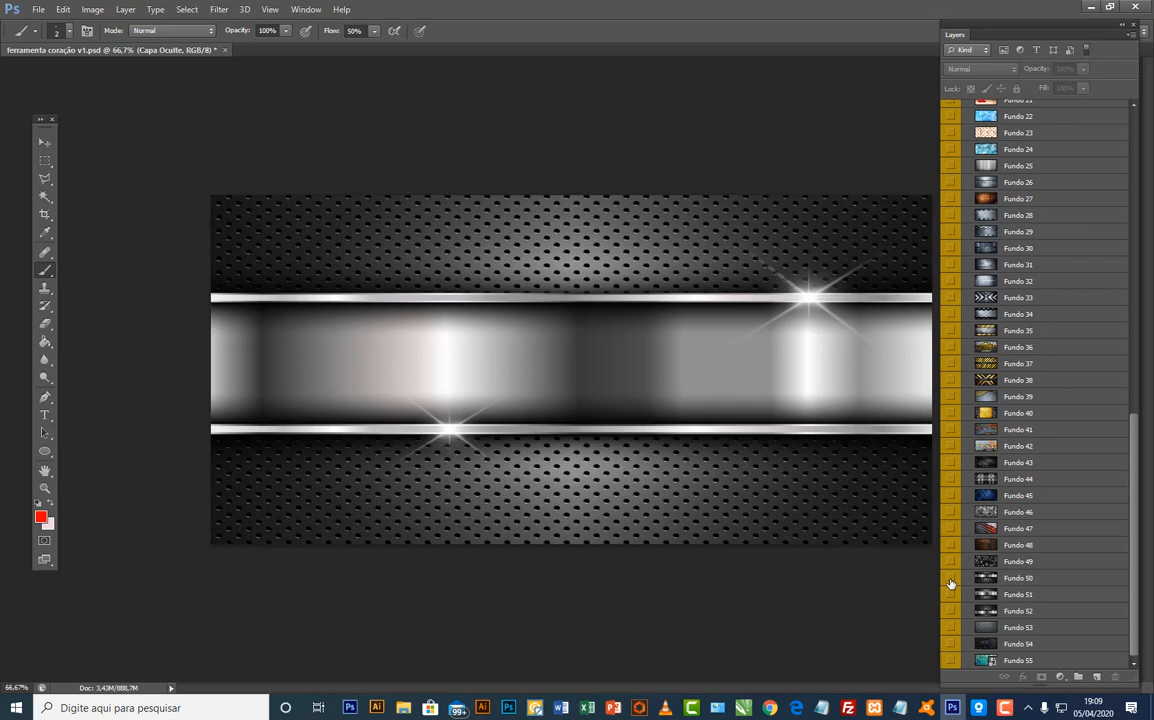 Ps File Edit Image Layer Type Select Filter 3D View Window Help
2 Mode: Normal Opacity: 100% Flow: 50%
ferramenta coração v1.psd @ 66,7% (Capa Oculte, RGB/8) * ×
Layers
Kind
Normal Opacity: 100%
Lock: Fill: 100%
Fundo 21
Fundo 22
Fundo 23
Fundo 24
Fundo 25
Fundo 26
Fundo 27
Fundo 28
Fundo 29
Fundo 30
Fundo 31
Fundo 32
Fundo 33
Fundo 34
Fundo 35
Fundo 36
Fundo 37
Fundo 38
Fundo 39
Fundo 40
Fundo 41
Fundo 42
Fundo 43
Fundo 44
Fundo 45
Fundo 46
Fundo 47
Fundo 48
Fundo 49
Fundo 50
Fundo 51
Fundo 52
Fundo 53
Fundo 54
Fundo 55
66,67% Doc: 3,43M/888,7M
Digite aqui para pesquisar
99+
19:09
05/04/2020